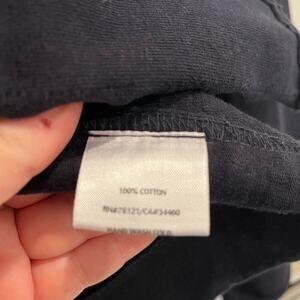 100% COTTON
RN#78121/CA#34460
HAND WASH COLD